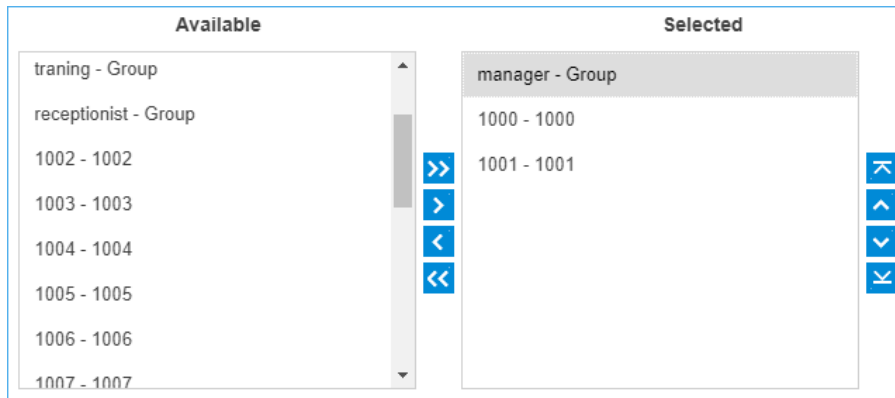 Available
traning - Group
receptionist - Group
1002 - 1002
1003 - 1003
1004 - 1004
1005 - 1005
1006 - 1006
1007 - 1007
Selected
manager - Group
1000 - 1000
1001 - 1001